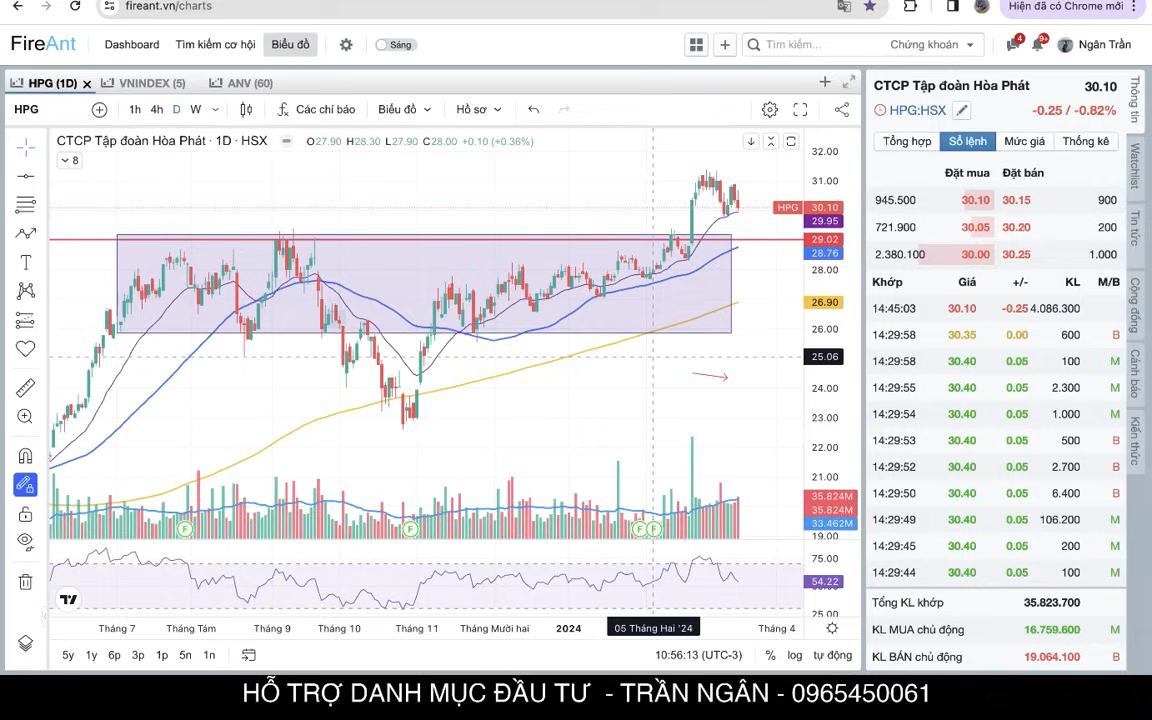 fireant.vn/charts
Hiện đã có Chrome mới
FireAnt
Dashboard
Tìm kiếm cơ hội
Biểu đồ
Sáng
Tìm kiếm...
Chứng khoán
4
9+
Ngân Trần
HPG (1D)
VNINDEX (5)
ANV (60)
HPG
1h
4h
D
W
Các chỉ báo
Biểu đồ
Hồ sơ
CTCP Tập đoàn Hòa Phát · 1D · HSX
O27.90 H28.30 L27.90 C28.00 +0.10 (+0.36%)
8
32.00
31.00
HPG 30.10
29.95
29.02
28.76
28.00
26.90
26.00
25.06
24.00
23.00
22.00
21.00
35.824M
35.824M
33.462M
19.00
F
F
F
F
75.00
54.22
25.00
Tháng 7
Tháng Tám
Tháng 9
Tháng 10
Tháng 11
Tháng Mười hai
2024
05 Tháng Hai '24
Tháng 4
5y
1y
6p
3p
1p
5n
1n
10:56:13 (UTC-3)
%
log
tự động
CTCP Tập đoàn Hòa Phát 30.10
HPG:HSX -0.25 / -0.82%
Tổng hợp
Sổ lệnh
Mức giá
Thống kê
Đặt mua Đặt bán
945.500 30.10 30.15 900
721.900 30.05 30.20 200
2.380.100 30.00 30.25 1.000
Khớp Giá +/- KL M/B
14:45:03 30.10 -0.25 4.086.300
14:29:58 30.35 0.00 600 B
14:29:58 30.40 0.05 100 M
14:29:55 30.40 0.05 2.300 M
14:29:54 30.40 0.05 1.000 M
14:29:53 30.40 0.05 500 B
14:29:52 30.40 0.05 2.700 B
14:29:50 30.40 0.05 6.400 B
14:29:49 30.40 0.05 106.200 M
14:29:45 30.40 0.05 200 M
14:29:44 30.40 0.05 100 M
Tổng KL khớp 35.823.700
KL MUA chủ động 16.759.600 M
KL BÁN chủ động 19.064.100 B
Thông tin
Watchlist
Tin tức
Cộng đồng
Cảnh báo
Kiến thức
HỖ TRỢ DANH MỤC ĐẦU TƯ - TRẦN NGÂN - 0965450061